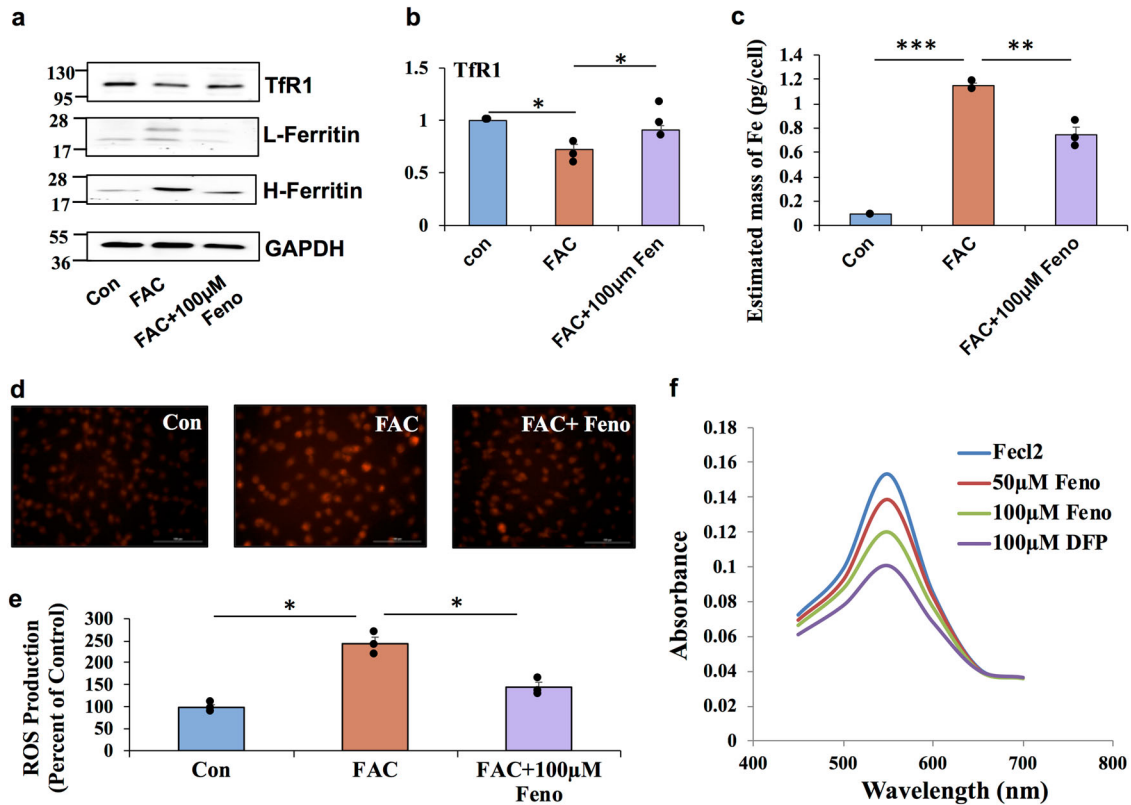 a
130
95
TfR1
28
17
L-Ferritin
28
17
H-Ferritin
55
36
GAPDH
Con
FAC
FAC+100µM
Feno
b
TfR1
*
*
1.5
1
0.5
0
con
FAC
FAC+100µm Fen
c
Estimated mass of Fe (pg/cell)
***
**
1.4
1.2
1
0.8
0.6
0.4
0.2
0
Con
FAC
FAC+100µM Feno
d
Con
FAC
FAC+ Feno
e
ROS Production
(Percent of Control)
*
*
300
250
200
150
100
50
0
Con
FAC
FAC+100µM
Feno
f
Absorbance
0.18
0.16
0.14
0.12
0.1
0.08
0.06
0.04
0.02
0
Fecl2
50µM Feno
100µM Feno
100µM DFP
400
500
600
700
800
Wavelength (nm)